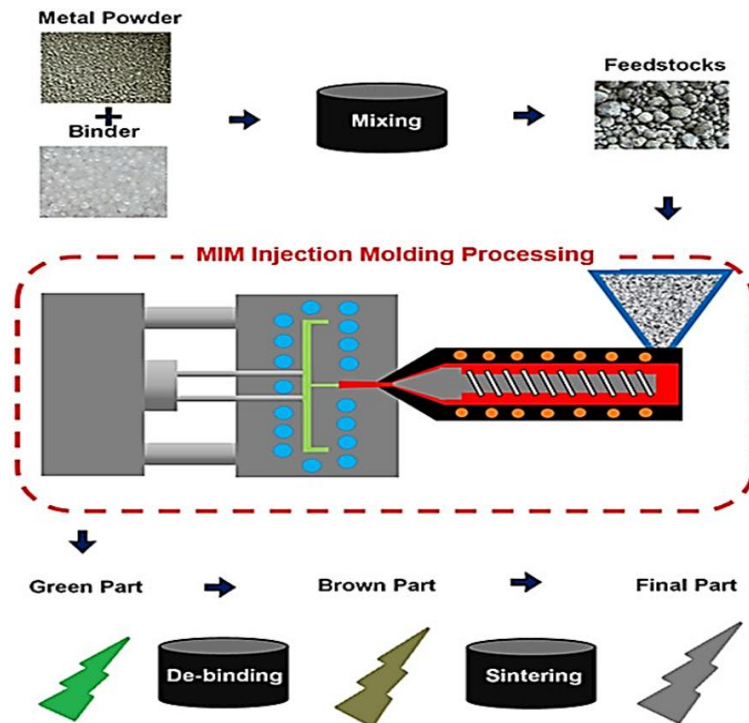 Metal Powder
+
Binder
Mixing
Feedstocks
MIM Injection Molding Processing
Green Part
Brown Part
Final Part
De-binding
Sintering